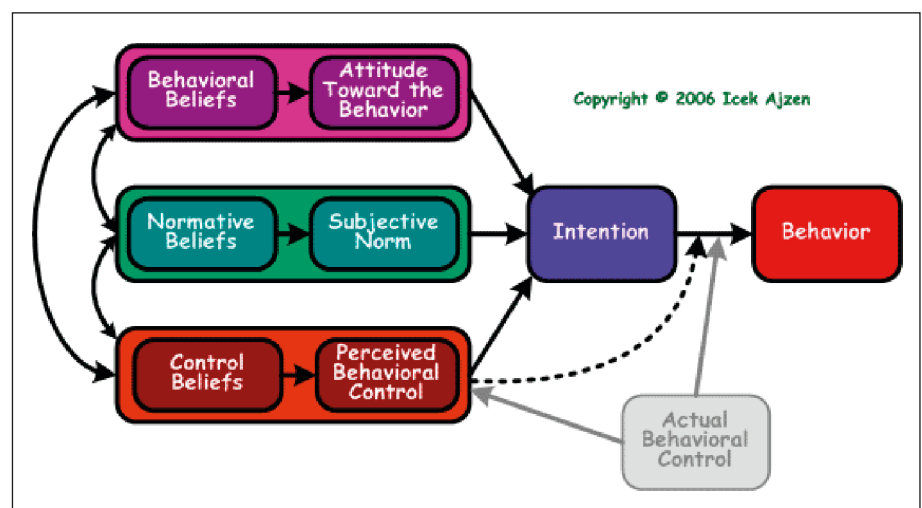 Behavioral
Beliefs
Attitude
Toward the
Behavior
Copyright © 2006 Icek Ajzen
Normative
Beliefs
Subjective
Norm
Intention
Behavior
Control
Beliefs
Perceived
Behavioral
Control
Actual
Behavioral
Control